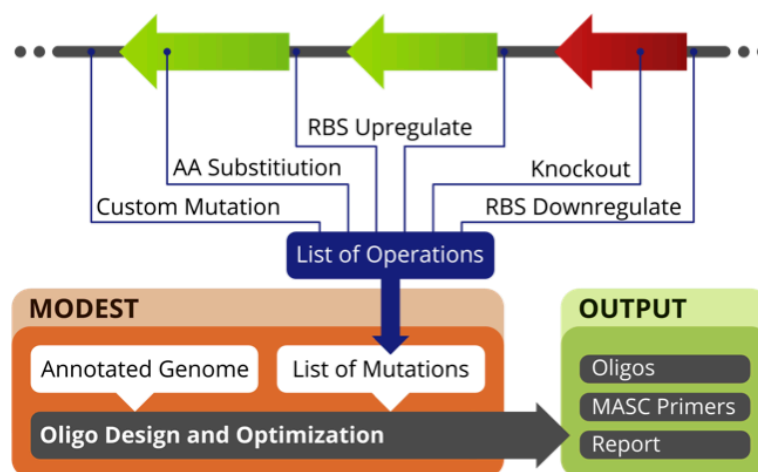 RBS Upregulate
AA Substitiution
Knockout
Custom Mutation
RBS Downregulate
List of Operations
MODEST
OUTPUT
Annotated Genome
List of Mutations
Oligos
MASC Primers
Oligo Design and Optimization
Report